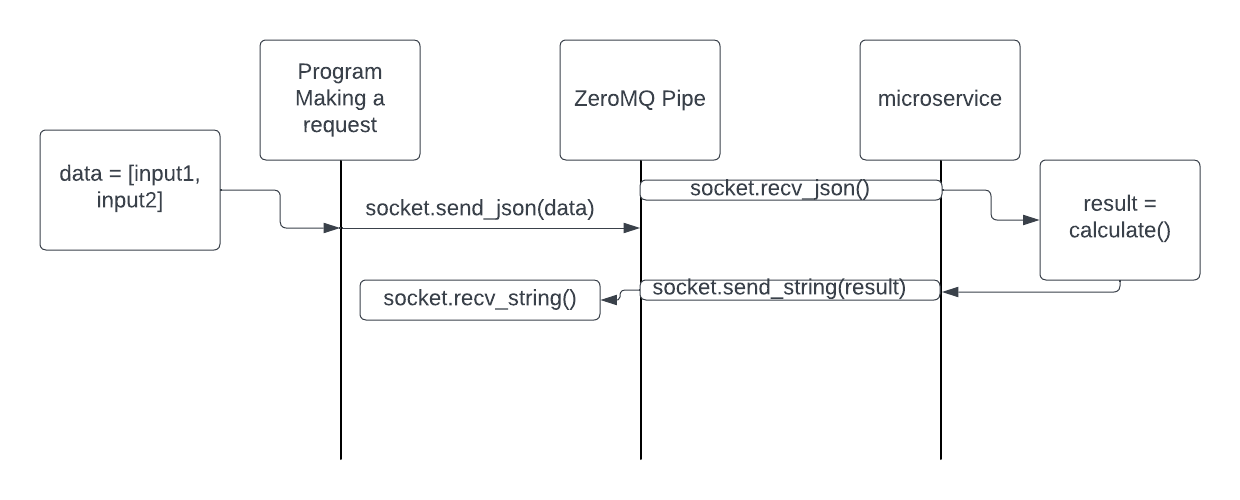 Program
Making a
request
ZeroMQ Pipe
microservice
data = [input1,
input2]
socket.send_json(data)
socket.recv_json()
result =
calculate()
socket.send_string(result)
socket.recv_string()